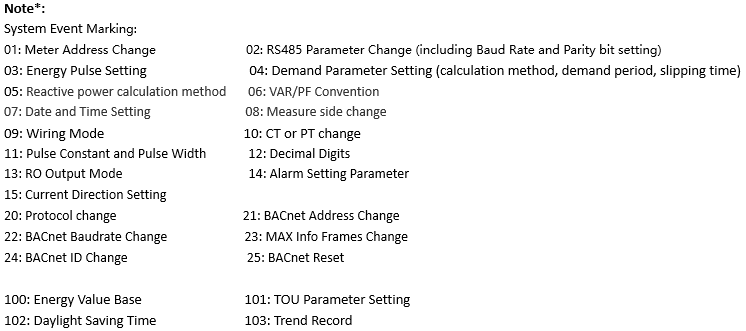 Note*:
System Event Marking:
01: Meter Address Change 02: RS485 Parameter Change (including Baud Rate and Parity bit setting)
03: Energy Pulse Setting 04: Demand Parameter Setting (calculation method, demand period, slipping time)
05: Reactive power calculation method 06: VAR/PF Convention
07: Date and Time Setting 08: Measure side change
09: Wiring Mode 10: CT or PT change
11: Pulse Constant and Pulse Width 12: Decimal Digits
13: RO Output Mode 14: Alarm Setting Parameter
15: Current Direction Setting
20: Protocol change 21: BACnet Address Change
22: BACnet Baudrate Change 23: MAX Info Frames Change
24: BACnet ID Change 25: BACnet Reset
100: Energy Value Base 101: TOU Parameter Setting
102: Daylight Saving Time 103: Trend Record